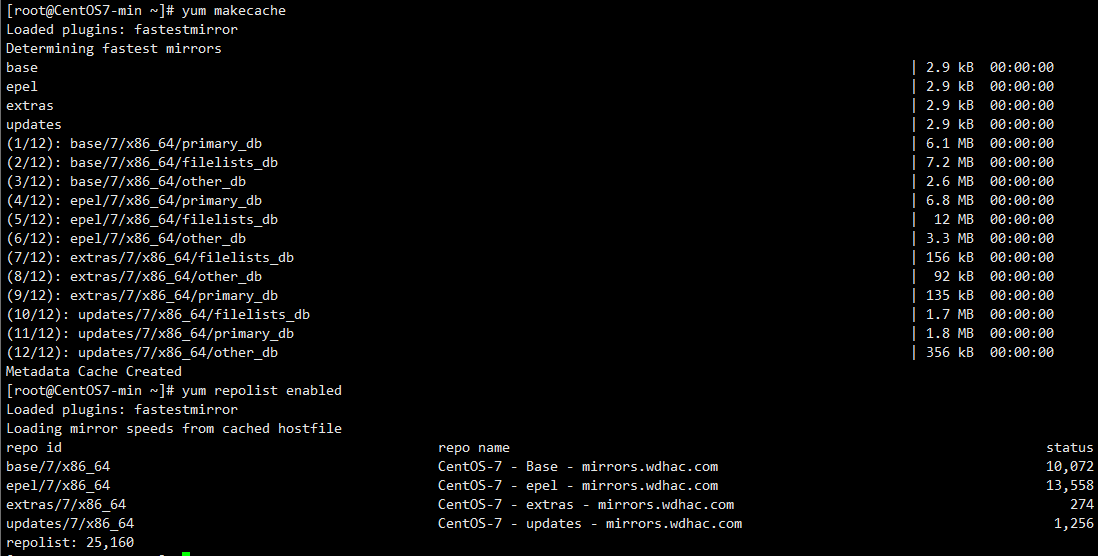 [root@CentOS7-min ~]# yum makecache
Loaded plugins: fastestmirror
Determining fastest mirrors
base | 2.9 kB 00:00:00
epel | 2.9 kB 00:00:00
extras | 2.9 kB 00:00:00
updates | 2.9 kB 00:00:00
(1/12): base/7/x86_64/primary_db | 6.1 MB 00:00:00
(2/12): base/7/x86_64/filelists_db | 7.2 MB 00:00:00
(3/12): base/7/x86_64/other_db | 2.6 MB 00:00:00
(4/12): epel/7/x86_64/primary_db | 6.8 MB 00:00:00
(5/12): epel/7/x86_64/filelists_db | 12 MB 00:00:00
(6/12): epel/7/x86_64/other_db | 3.3 MB 00:00:00
(7/12): extras/7/x86_64/filelists_db | 156 kB 00:00:00
(8/12): extras/7/x86_64/other_db | 92 kB 00:00:00
(9/12): extras/7/x86_64/primary_db | 135 kB 00:00:00
(10/12): updates/7/x86_64/filelists_db | 1.7 MB 00:00:00
(11/12): updates/7/x86_64/primary_db | 1.8 MB 00:00:00
(12/12): updates/7/x86_64/other_db | 356 kB 00:00:00
Metadata Cache Created
[root@CentOS7-min ~]# yum repolist enabled
Loaded plugins: fastestmirror
Loading mirror speeds from cached hostfile
repo id repo name status
base/7/x86_64 CentOS-7 - Base - mirrors.wdhac.com 10,072
epel/7/x86_64 CentOS-7 - epel - mirrors.wdhac.com 13,558
extras/7/x86_64 CentOS-7 - extras - mirrors.wdhac.com 274
updates/7/x86_64 CentOS-7 - updates - mirrors.wdhac.com 1,256
repolist: 25,160